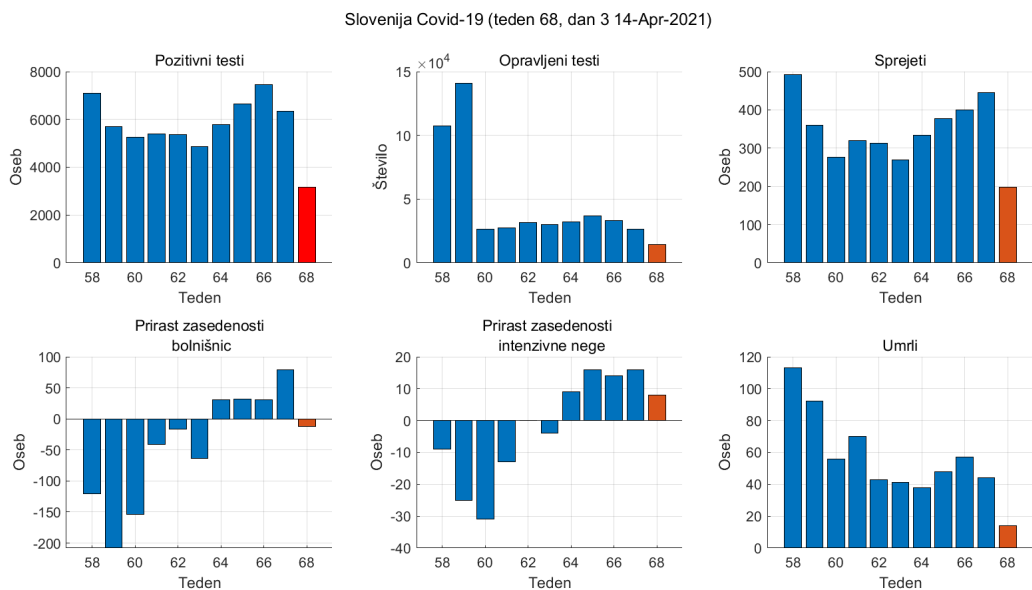 Slovenija Covid-19 (teden 68, dan 3 14-Apr-2021)
Pozitivni testi
8000
6000
4000
2000
0
Oseb
58 60 62 64 66 68
Teden
Opravljeni testi
×10⁴
15
10
5
0
Število
58 60 62 64 66 68
Teden
Sprejeti
500
400
300
200
100
0
Oseb
58 60 62 64 66 68
Teden
Prirast zasedenosti
bolnišnic
100
50
0
-50
-100
-150
-200
Oseb
58 60 62 64 66 68
Teden
Prirast zasedenosti
intenzivne nege
20
10
0
-10
-20
-30
-40
Oseb
58 60 62 64 66 68
Teden
Umrli
120
100
80
60
40
20
0
Oseb
58 60 62 64 66 68
Teden